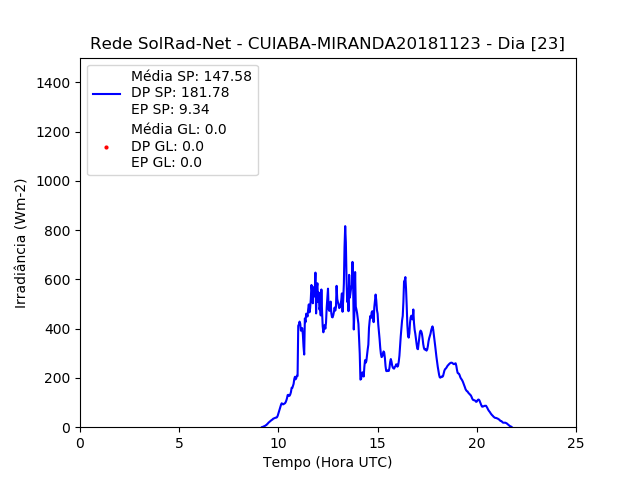 Rede SolRad-Net - CUIABA-MIRANDA20181123 - Dia [23]
Média SP: 147.58
DP SP: 181.78
EP SP: 9.34
Média GL: 0.0
DP GL: 0.0
EP GL: 0.0
Irradiância (Wm-2)
1400
1200
1000
800
600
400
200
0
0 5 10 15 20 25
Tempo (Hora UTC)